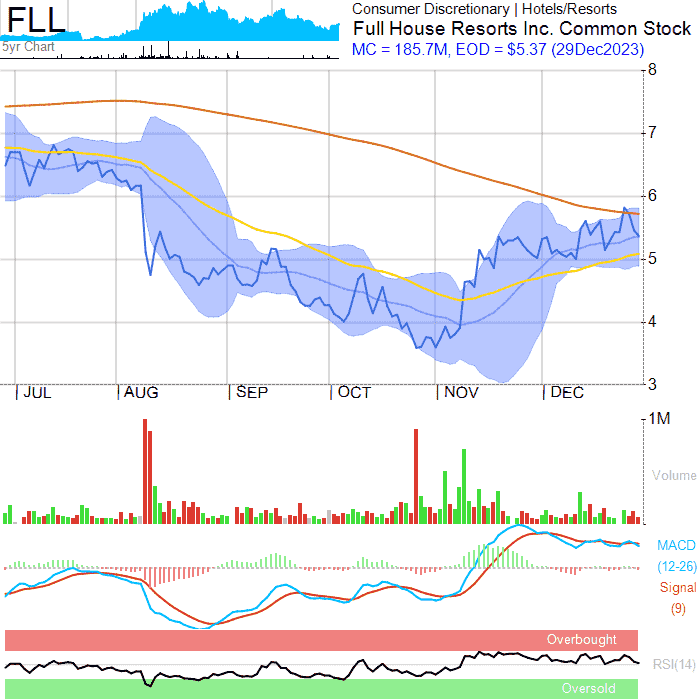 FLL
5yr Chart
Consumer Discretionary | Hotels/Resorts
Full House Resorts Inc. Common Stock
MC = 185.7M, EOD = $5.37 (29Dec2023)
8
7
6
5
4
3
JUL
AUG
SEP
OCT
NOV
DEC
1M
Volume
MACD
(12-26)
Signal
(9)
Overbought
RSI(14)
Oversold